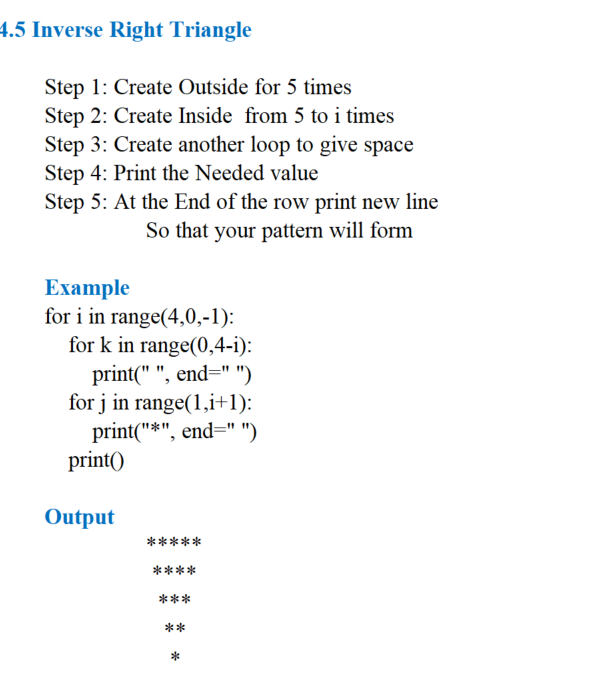 4.5 Inverse Right Triangle
Step 1: Create Outside for 5 times
Step 2: Create Inside  from 5 to i times
Step 3: Create another loop to give space
Step 4: Print the Needed value
Step 5: At the End of the row print new line
So that your pattern will form
Example
for i in range(4,0,-1):
for k in range(0,4-i):
print(" ", end=" ")
for j in range(1,i+1):
print("*", end=" ")
print()
Output
*****
****
***
**
*